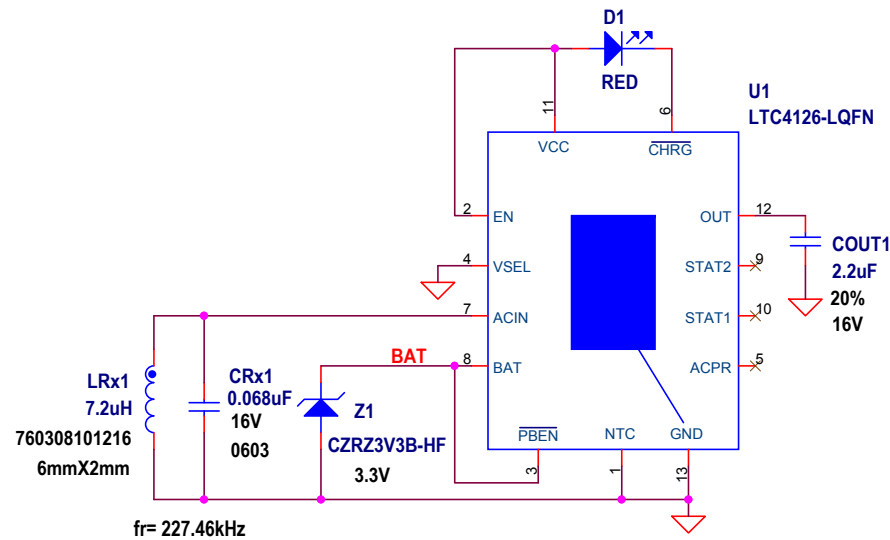 D1
RED
U1
LTC4126-LQFN
11
6
VCC
CHRG
2
EN
OUT
12
4
VSEL
STAT2
9
COUT1
2.2uF
20%
16V
7
ACIN
STAT1
10
BAT
8
BAT
ACPR
5
LRx1
7.2uH
760308101216
6mmX2mm
CRx1
0.068uF
16V
0603
Z1
CZRZ3V3B-HF
3.3V
PBEN
NTC
GND
3
1
13
fr= 227.46kHz